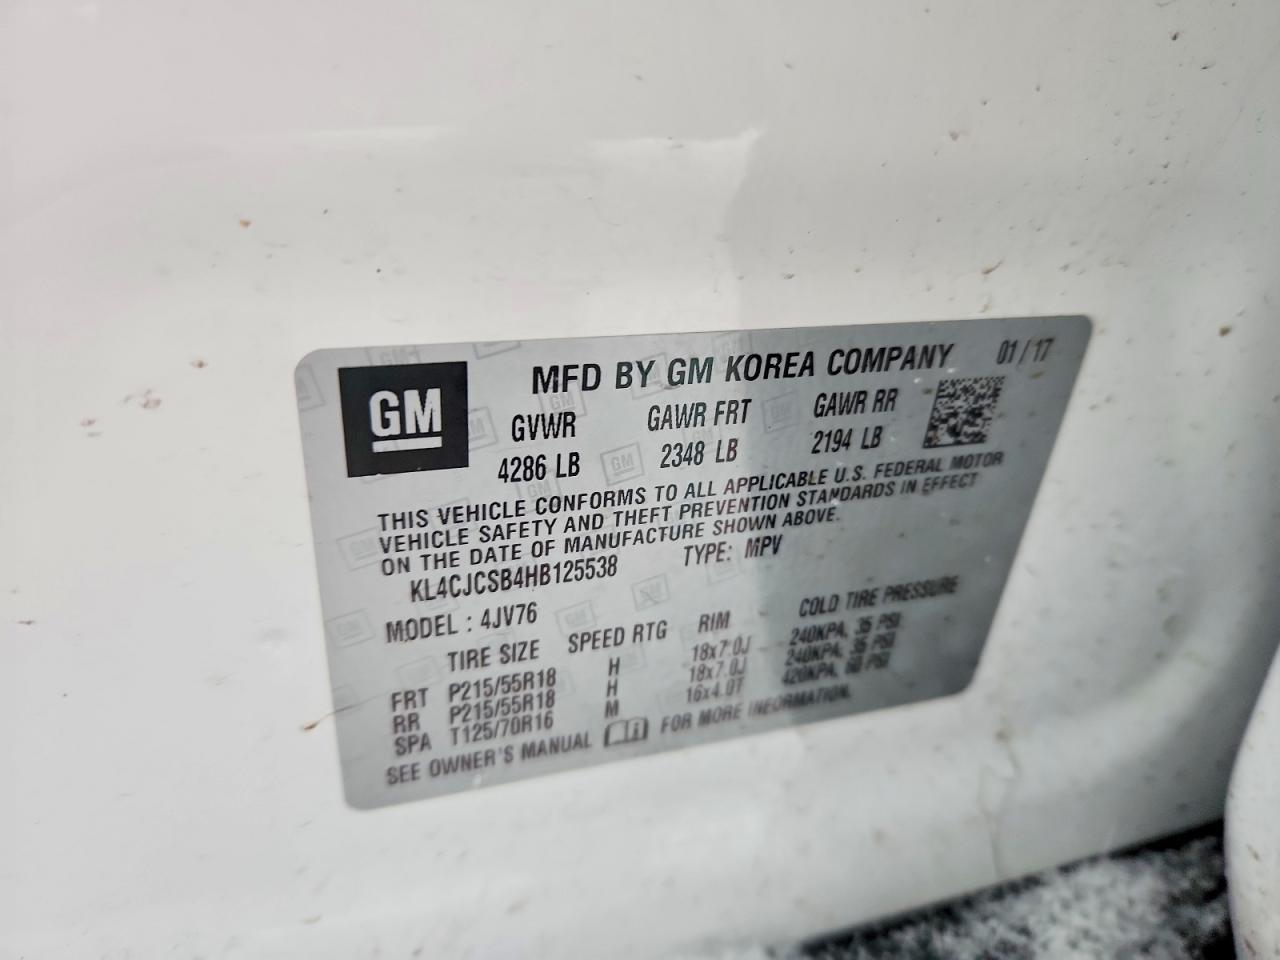 GM
MFD BY GM KOREA COMPANY 01/17
GVWR GAWR FRT GAWR RR
4286 LB 2348 LB 2194 LB
THIS VEHICLE CONFORMS TO ALL APPLICABLE U.S. FEDERAL MOTOR
VEHICLE SAFETY AND THEFT PREVENTION STANDARDS IN EFFECT
ON THE DATE OF MANUFACTURE SHOWN ABOVE.
KL4CJCSB4HB125538 TYPE: MPV
MODEL : 4JV76
TIRE SIZE SPEED RTG RIM COLD TIRE PRESSURE
FRT P215/55R18 H 18x7.0J 240KPA, 35 PSI
RR P215/55R18 H 18x7.0J 240KPA, 35 PSI
SPA T125/70R16 M 16x4.0T 420KPA, 60 PSI
SEE OWNER'S MANUAL FOR MORE INFORMATION.